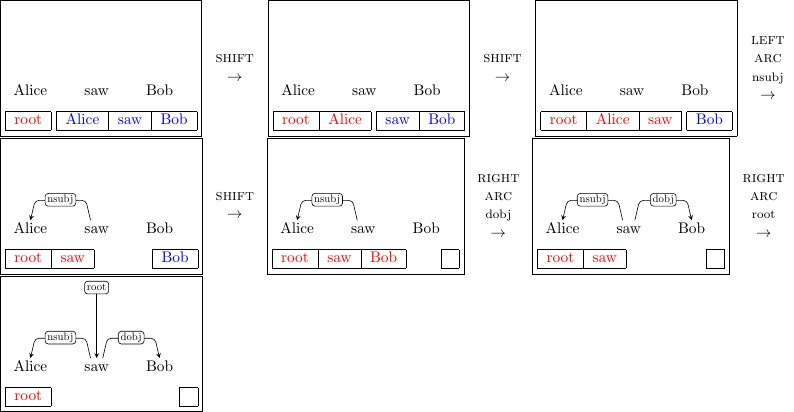 Alice saw Bob
root Alice saw Bob
SHIFT
→
Alice saw Bob
root Alice saw Bob
SHIFT
→
Alice saw Bob
root Alice saw Bob
LEFT
ARC
nsubj
→
nsubj
Alice saw Bob
root saw Bob
SHIFT
→
nsubj
Alice saw Bob
root saw Bob
RIGHT
ARC
dobj
→
nsubj dobj
Alice saw Bob
root saw
RIGHT
ARC
root
→
root
nsubj dobj
Alice saw Bob
root